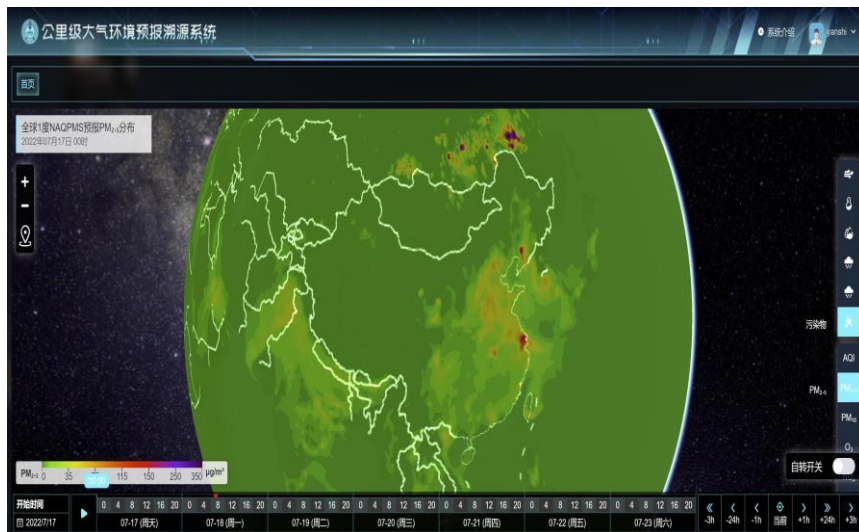 公里级大气环境预报溯源系统
系统介绍
yanshi
首页
全球1度NAQPMS预报PM₂.₅分布
2022年07月17日 00时
+
-
污染物
AQI
PM₂.₅
PM₂.₅
PM₁₀
O₃
自转开关
PM₂.₅ 0 35 115 150 250 350 μg/m³
00:00
开始时间
2022/7/17
0 4 8 12 16 20 0 4 8 12 16 20 0 4 8 12 16 20 0 4 8 12 16 20 0 4 8 12 16 20 0 4 8 12 16 20 0 4 8 12 16 20
07-17 (周天) 07-18 (周一) 07-19 (周二) 07-20 (周三) 07-21 (周四) 07-22 (周五) 07-23 (周六)
-3h -24h -1h 当前 +1h +24h +3h